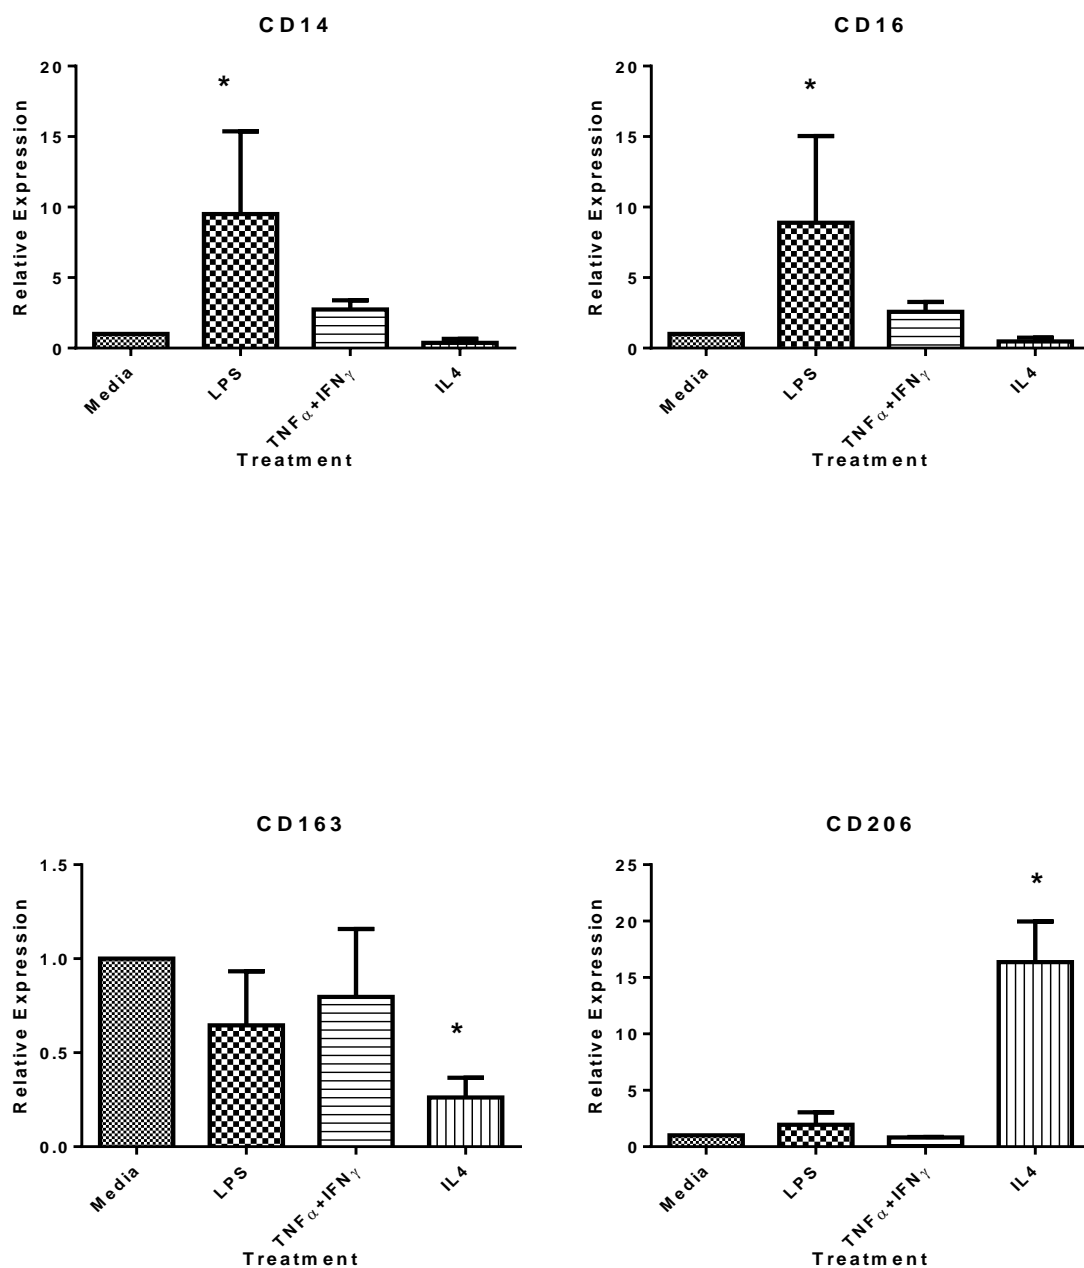 CD14
Relative Expression
20
*
15
10
5
0
Media
LPS
TNFα+IFNγ
IL4
Treatment
CD16
Relative Expression
20
*
15
10
5
0
Media
LPS
TNFα+IFNγ
IL4
Treatment
CD163
Relative Expression
1.5
1.0
*
0.5
0.0
Media
LPS
TNFα+IFNγ
IL4
Treatment
CD206
Relative Expression
25
*
20
15
10
5
0
Media
LPS
TNFα+IFNγ
IL4
Treatment